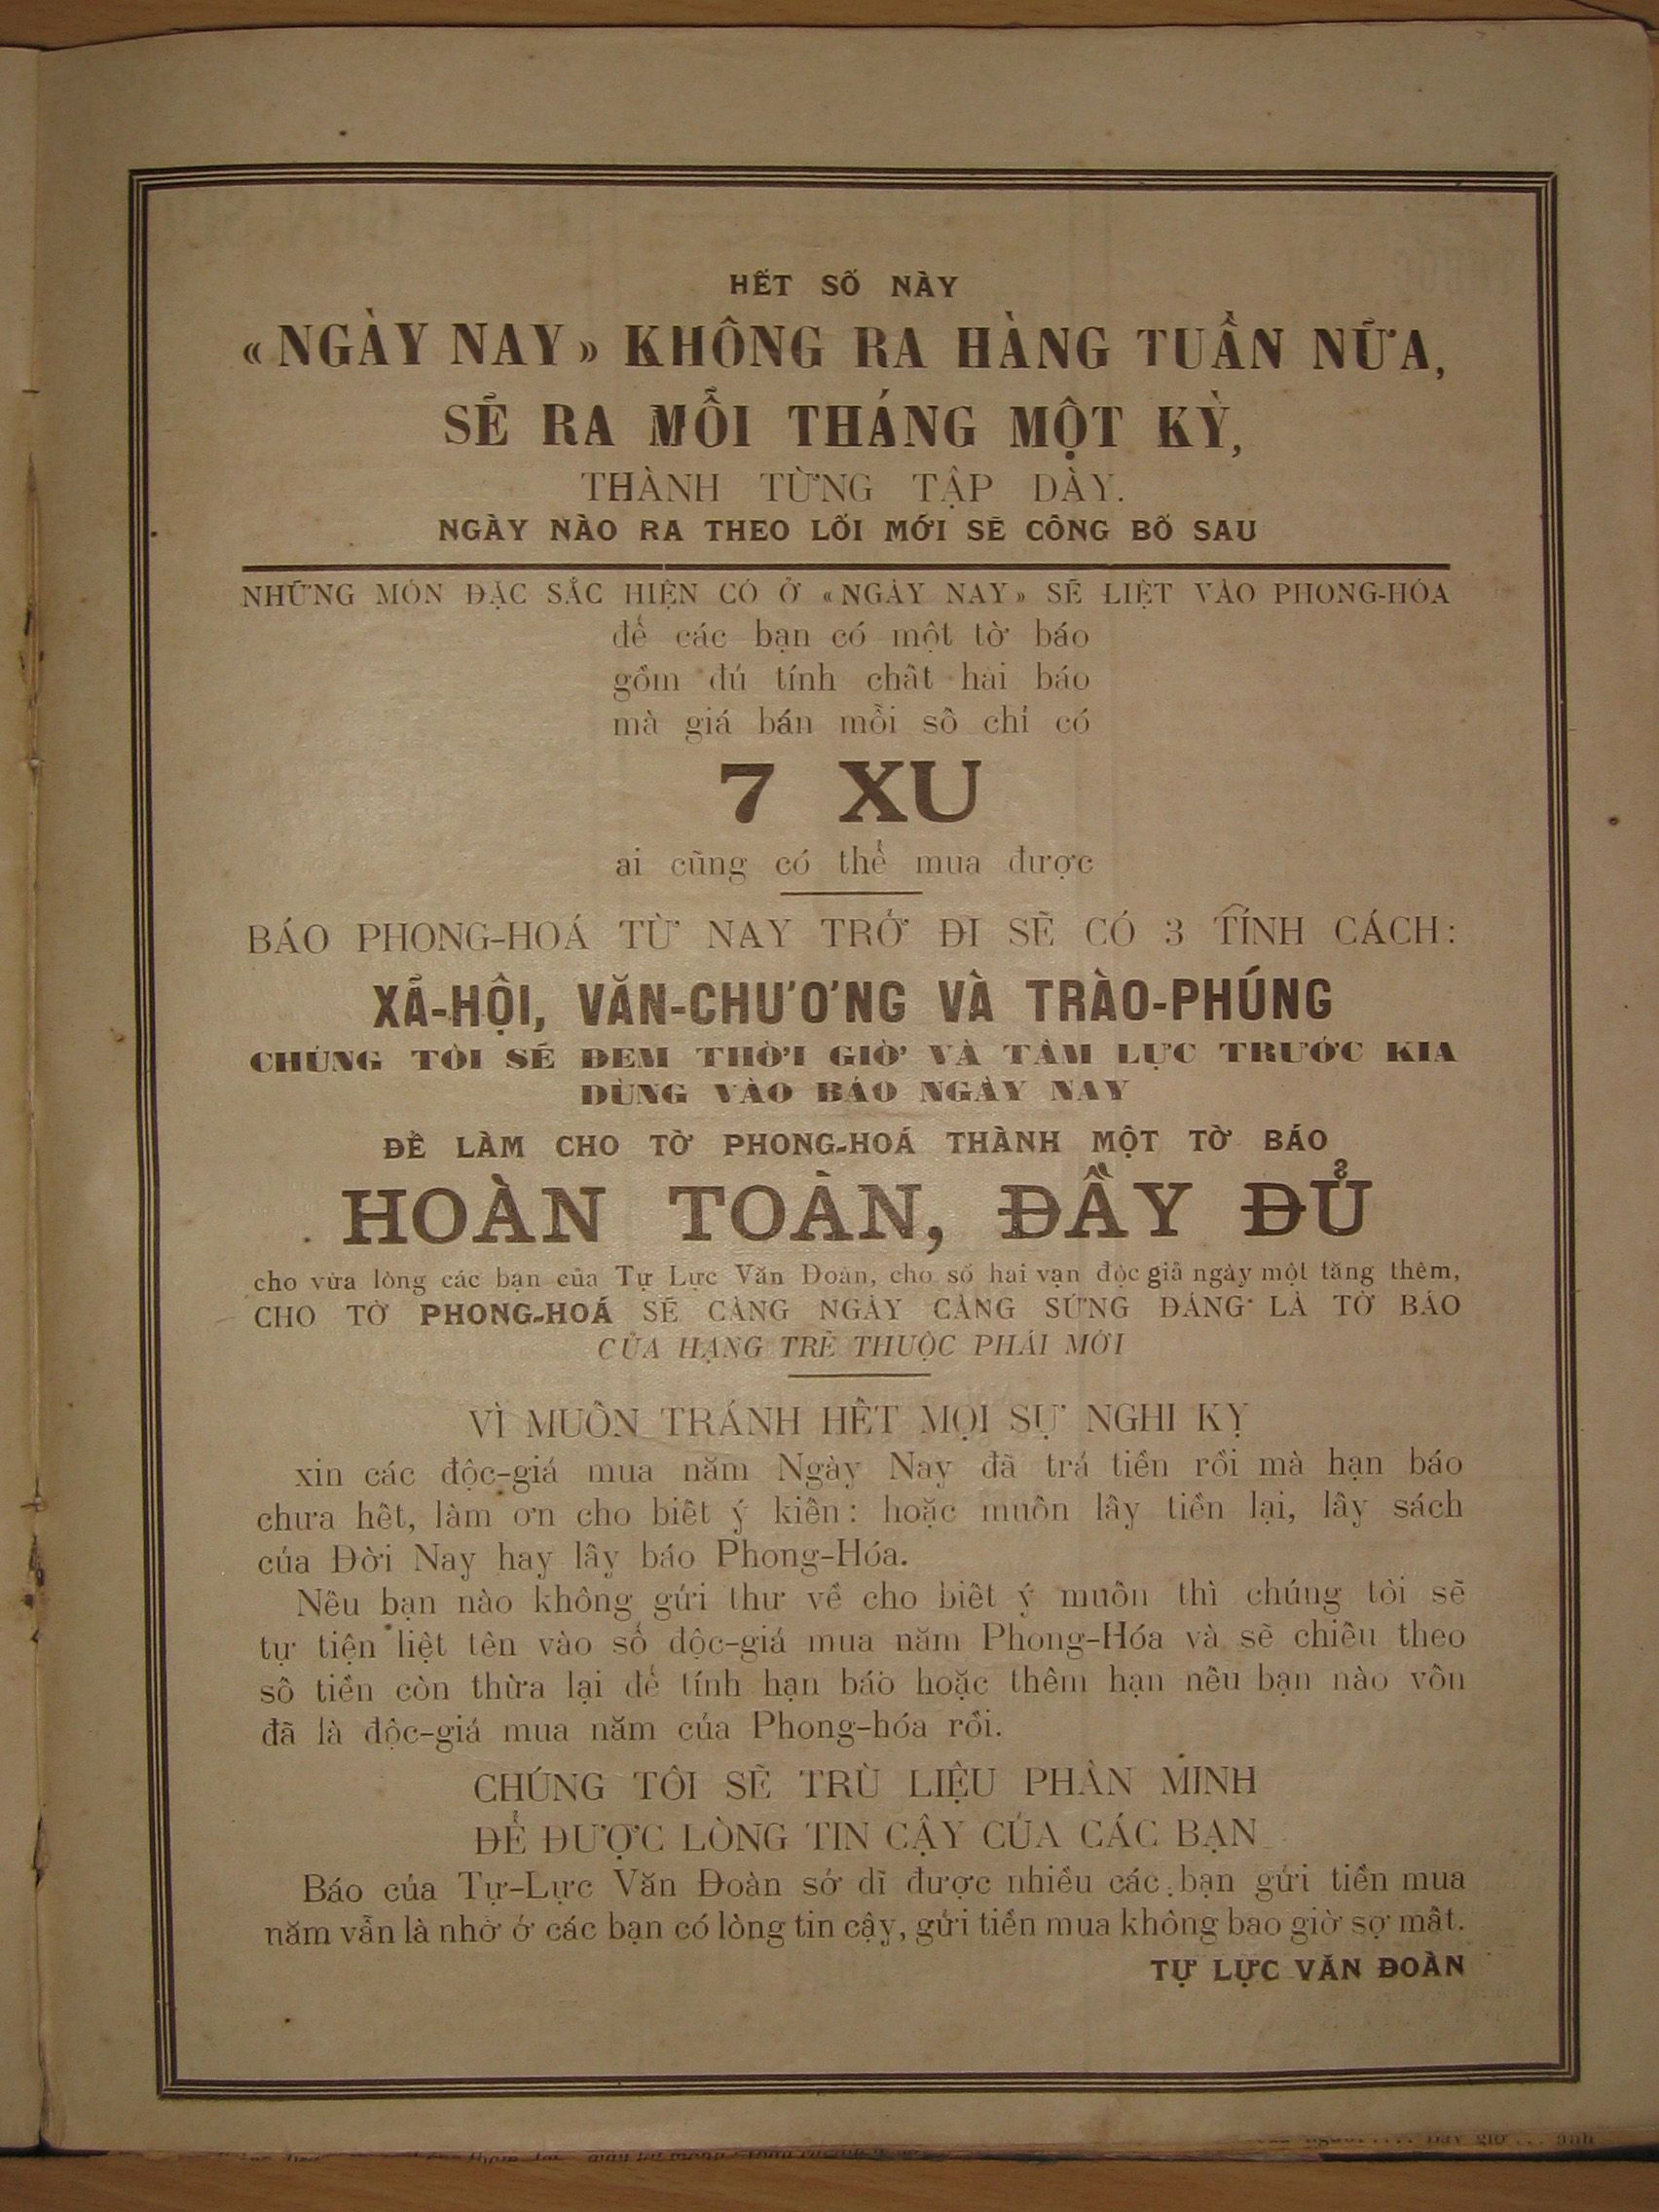 HẾT SỐ NÀY
«NGÀY NAY» KHÔNG RA HÀNG TUẦN NỮA,
SẼ RA MỖI THÁNG MỘT KỲ,
THÀNH TỪNG TẬP DÀY.
NGÀY NÀO RA THEO LỐI MỚI SẼ CÔNG BỐ SAU
NHỮNG MÓN ĐẶC SẮC HIỆN CÓ Ở «NGÀY NAY» SẼ LIỆT VÀO PHONG-HÓA
để các bạn có một tờ báo
gồm đủ tính chất hai báo
mà giá bán mỗi số chỉ có
7 XU
ai cũng có thể mua được
BÁO PHONG-HOÁ TỪ NAY TRỞ ĐI SẼ CÓ 3 TÍNH CÁCH:
XÃ-HỘI, VĂN-CHƯƠNG VÀ TRÀO-PHÚNG
CHÚNG TÔI SẼ ĐEM THỜI GIỜ VÀ TÂM LỰC TRƯỚC KIA
DÙNG VÀO BÁO NGÀY NAY
ĐỂ LÀM CHO TỜ PHONG-HOÁ THÀNH MỘT TỜ BÁO
HOÀN TOÀN, ĐẦY ĐỦ
cho vừa lòng các bạn của Tự Lực Văn Đoàn, cho số hai vạn độc giả ngày một tăng thêm,
CHO TỜ PHONG-HOÁ SẼ CÀNG NGÀY CÀNG SỨNG ĐÁNG LÀ TỜ BÁO
CỦA HẠNG TRẺ THUỘC PHÁI MỚI
VÌ MUỐN TRÁNH HẾT MỌI SỰ NGHI KỴ
xin các độc-giả mua năm Ngày Nay đã trả tiền rồi mà hạn báo
chưa hết, làm ơn cho biết ý kiến: hoặc muốn lấy tiền lại, lấy sách
của Đời Nay hay lấy báo Phong-Hóa.
Nếu bạn nào không gửi thư về cho biết ý muốn thì chúng tôi sẽ
tự tiện liệt tên vào sổ độc-giả mua năm Phong-Hóa và sẽ chiểu theo
số tiền còn thừa lại để tính hạn báo hoặc thêm hạn nếu bạn nào vốn
đã là độc-giả mua năm của Phong-hóa rồi.
CHÚNG TÔI SẼ TRÙ LIỆU PHÂN MINH
ĐỂ ĐƯỢC LÒNG TIN CẬY CỦA CÁC BẠN
Báo của Tự-Lực Văn Đoàn sở dĩ được nhiều các bạn gửi tiền mua
năm vẫn là nhờ ở các bạn có lòng tin cậy, gửi tiền mua không bao giờ sợ mất.
TỰ LỰC VĂN ĐOÀN